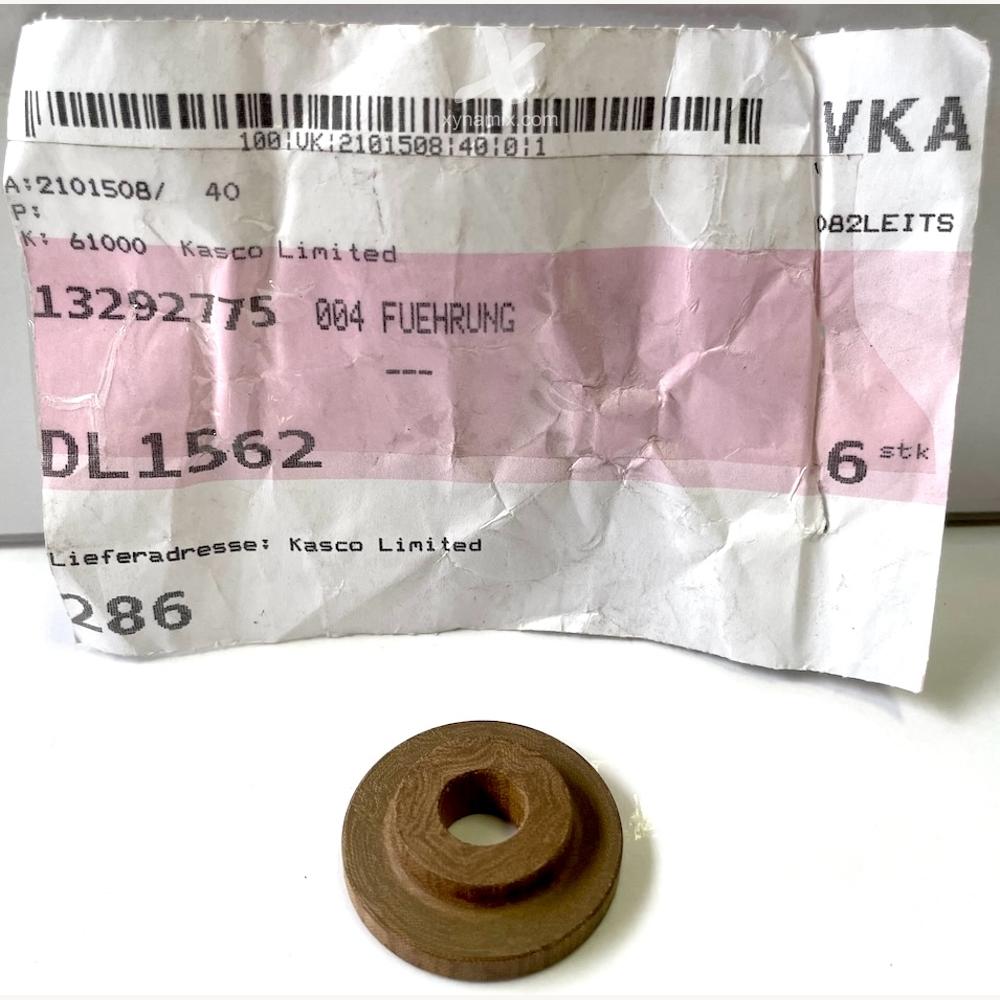 xynamix.com
100|VK|2101508|40|0|1
VKA
A:2101508/ 40
P:
082LEITS
K: 61000 Kasco Limited
13292775 004 FUEHRUNG
DL1562
6 stk
Lieferadresse: Kasco Limited
286